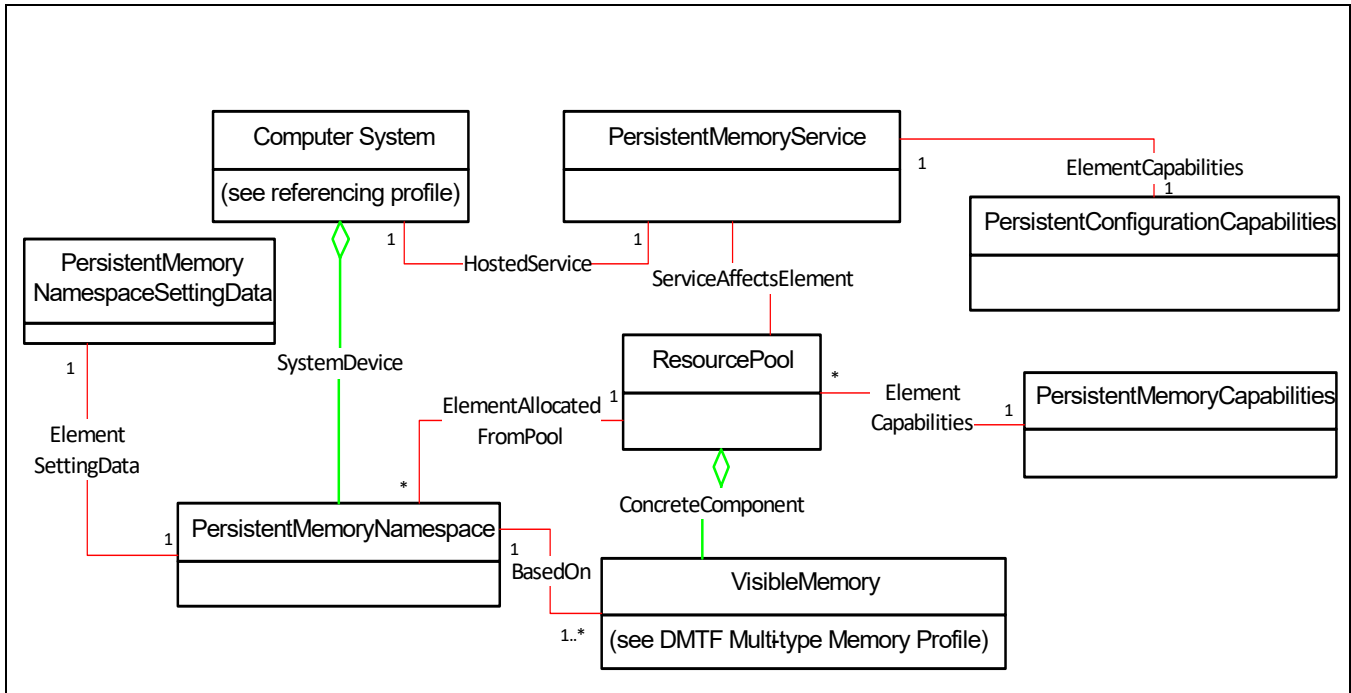 Computer System
(see referencing profile)
PersistentMemoryService
1
ElementCapabilities
1
PersistentConfigurationCapabilities
1
HostedService
1
PersistentMemory
NamespaceSettingData
ServiceAffectsElement
1
SystemDevice
ResourcePool
*
Element
Capabilities
1
PersistentMemoryCapabilities
ElementAllocated
FromPool
1
*
Element
SettingData
1
ConcreteComponent
PersistentMemoryNamespace
1
BasedOn
1..*
VisibleMemory
(see DMTF Multi-type Memory Profile)